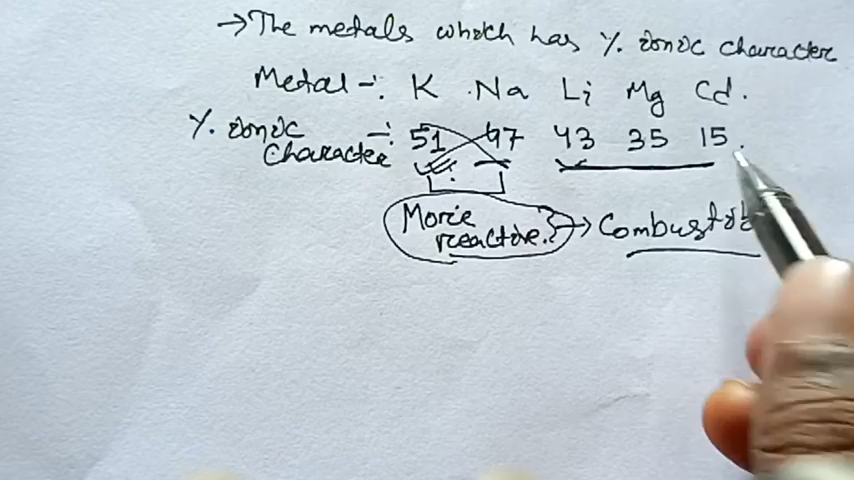 →The metals which has % ionic character
Metal -: K Na Li Mg Cd.
% ionic -: 51 47 43 35 15.
character
More
reactive. → Combustib